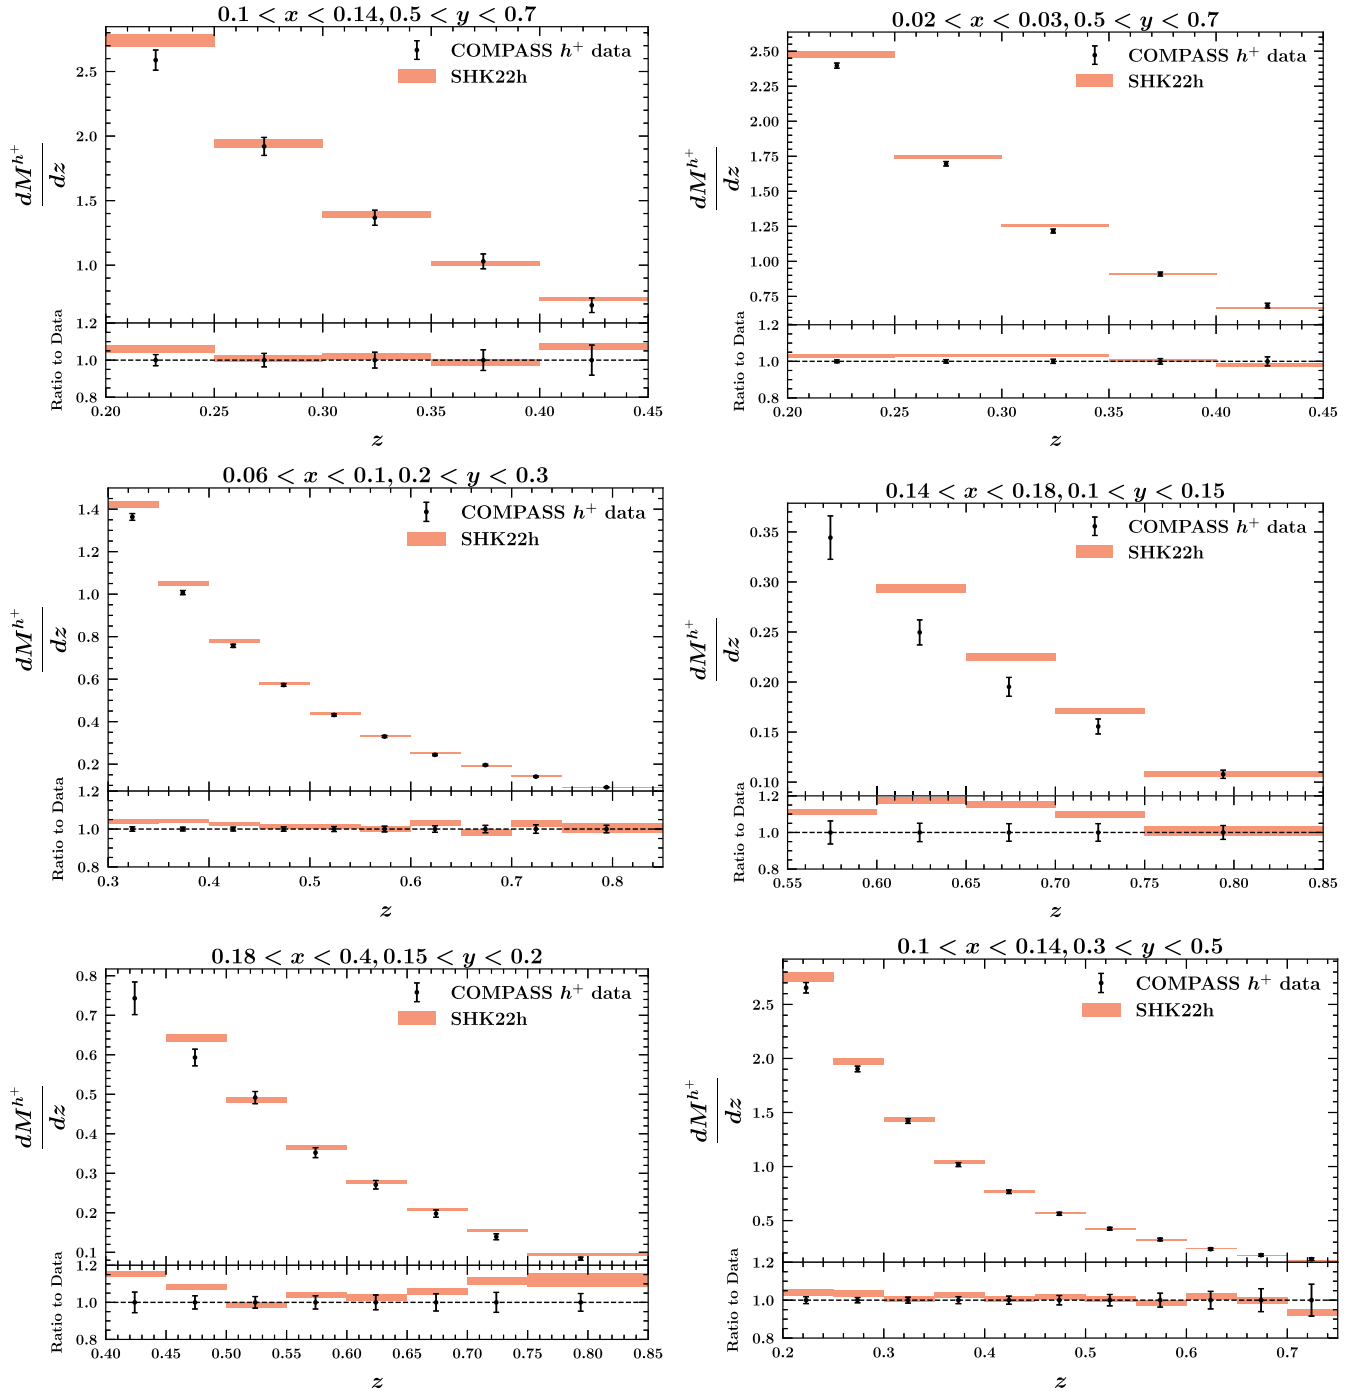 0.1 < x < 0.14, 0.5 < y < 0.7
COMPASS h⁺ data
SHK22h
dM^{h⁺}
dz
2.5
2.0
1.5
1.0
1.2
Ratio to Data
1.0
0.8
0.20 0.25 0.30 0.35 0.40 0.45
z
0.02 < x < 0.03, 0.5 < y < 0.7
COMPASS h⁺ data
SHK22h
dM^{h⁺}
dz
2.50
2.25
2.00
1.75
1.50
1.25
1.00
0.75
1.2
Ratio to Data
1.0
0.8
0.20 0.25 0.30 0.35 0.40 0.45
z
0.06 < x < 0.1, 0.2 < y < 0.3
COMPASS h⁺ data
SHK22h
dM^{h⁺}
dz
1.4
1.2
1.0
0.8
0.6
0.4
0.2
1.2
Ratio to Data
1.0
0.8
0.3 0.4 0.5 0.6 0.7 0.8
z
0.14 < x < 0.18, 0.1 < y < 0.15
COMPASS h⁺ data
SHK22h
dM^{h⁺}
dz
0.35
0.30
0.25
0.20
0.15
0.10
1.2
Ratio to Data
1.0
0.8
0.55 0.60 0.65 0.70 0.75 0.80 0.85
z
0.18 < x < 0.4, 0.15 < y < 0.2
COMPASS h⁺ data
SHK22h
dM^{h⁺}
dz
0.8
0.7
0.6
0.5
0.4
0.3
0.2
0.1
1.2
Ratio to Data
1.0
0.8
0.40 0.45 0.50 0.55 0.60 0.65 0.70 0.75 0.80 0.85
z
0.1 < x < 0.14, 0.3 < y < 0.5
COMPASS h⁺ data
SHK22h
dM^{h⁺}
dz
2.5
2.0
1.5
1.0
0.5
1.2
Ratio to Data
1.0
0.8
0.2 0.3 0.4 0.5 0.6 0.7
z